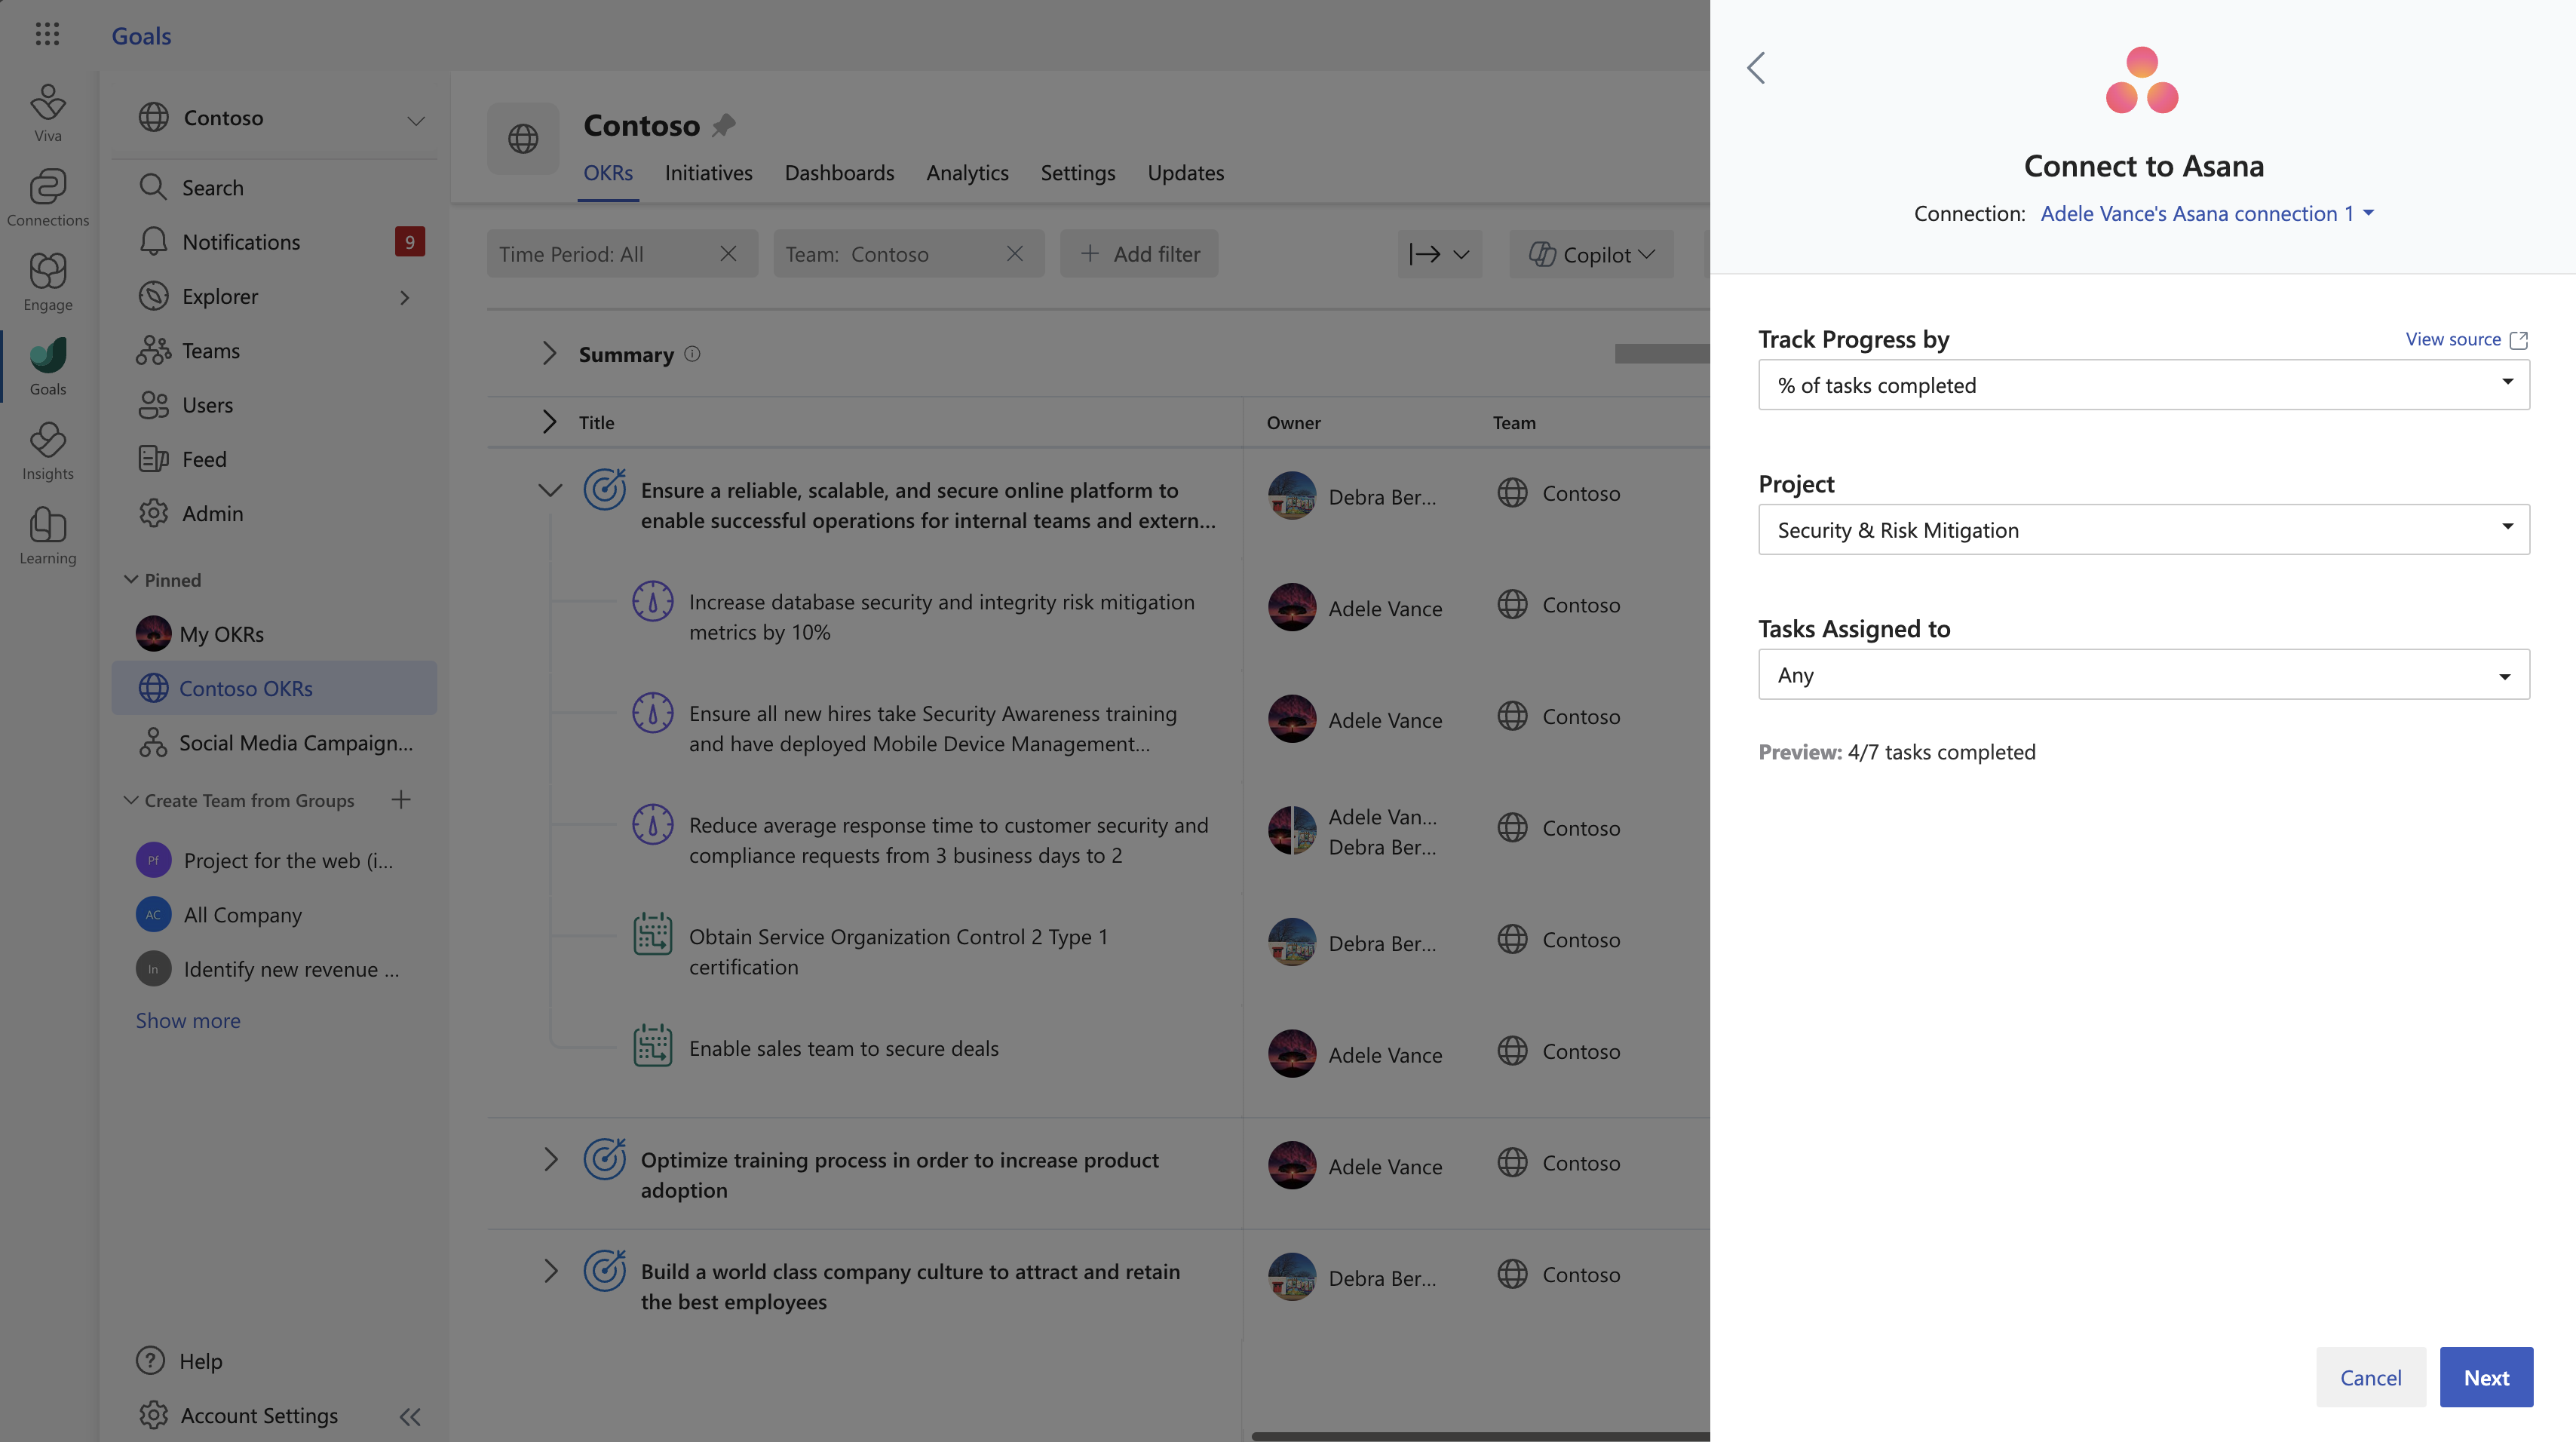 Goals
Viva
Connections
Engage
Goals
Insights
Learning
Contoso
Search
Notifications
9
Explorer
Teams
Users
Feed
Admin
Pinned
My OKRs
Contoso OKRs
Social Media Campaign...
Create Team from Groups
Pf
Project for the web (i...
AC
All Company
In
Identify new revenue ...
Show more
Help
Account Settings
Contoso
OKRs
Initiatives
Dashboards
Analytics
Settings
Updates
Time Period: All
Team: Contoso
Add filter
Copilot
Summary
Title
Owner
Team
Ensure a reliable, scalable, and secure online platform to
enable successful operations for internal teams and extern...
Debra Ber...
Contoso
Increase database security and integrity risk mitigation
metrics by 10%
Adele Vance
Contoso
Ensure all new hires take Security Awareness training
and have deployed Mobile Device Management...
Adele Vance
Contoso
Reduce average response time to customer security and
compliance requests from 3 business days to 2
Adele Van...
Debra Ber...
Contoso
Obtain Service Organization Control 2 Type 1
certification
Debra Ber...
Contoso
Enable sales team to secure deals
Adele Vance
Contoso
Optimize training process in order to increase product
adoption
Adele Vance
Contoso
Build a world class company culture to attract and retain
the best employees
Debra Ber...
Contoso
Connect to Asana
Connection: Adele Vance's Asana connection 1
Track Progress by
View source
% of tasks completed
Project
Security & Risk Mitigation
Tasks Assigned to
Any
Preview: 4/7 tasks completed
Cancel
Next